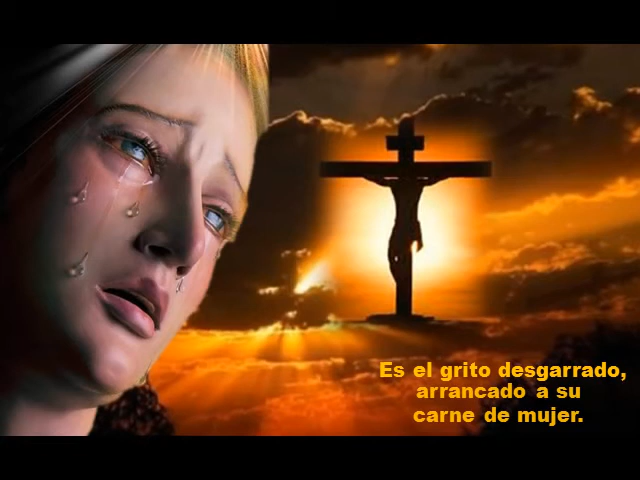 Es el grito desgarrado,
arrancado a su
carne de mujer.